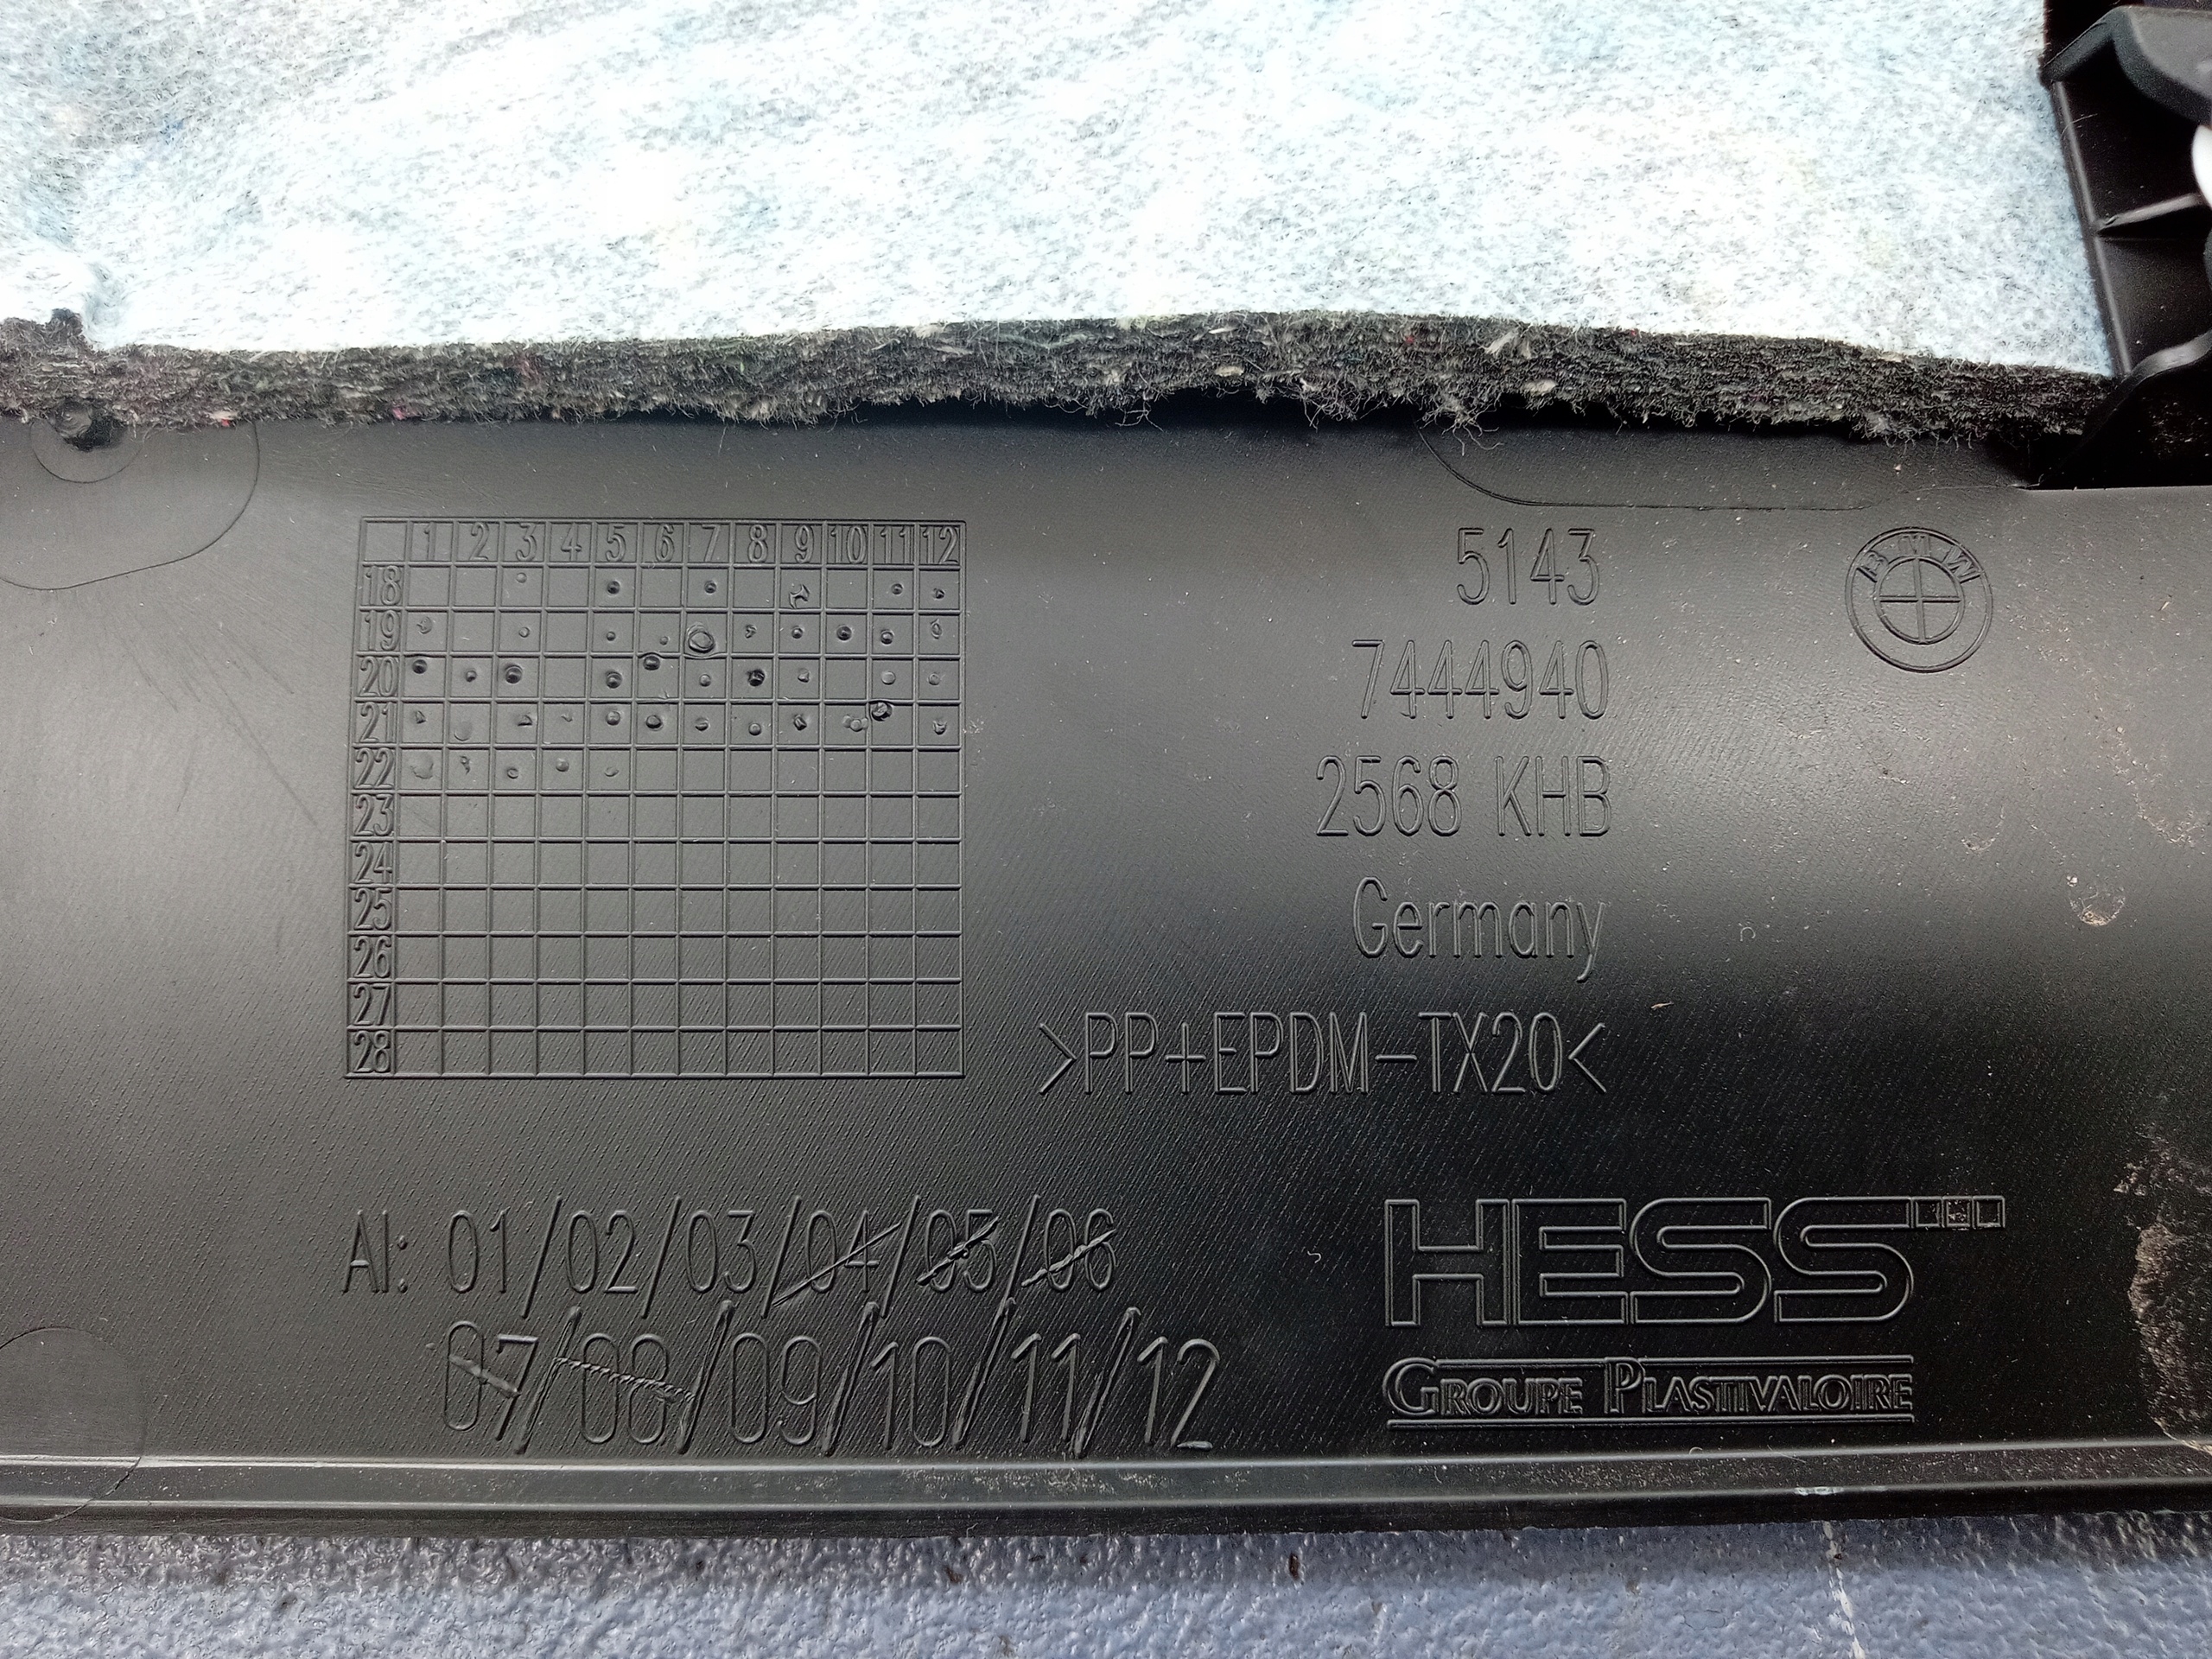 1 2 3 4 5 6 7 8 9 10 11 12
18
19
20
21
22
23
24
25
26
27
28
5143
7444940
2568 KHB
Germany
>PP+EPDM-TX20<
BMW
AI: 01/02/03/04/05/06
07/08/09/10/11/12
HESS
GROUPE PLASTIVALOIRE